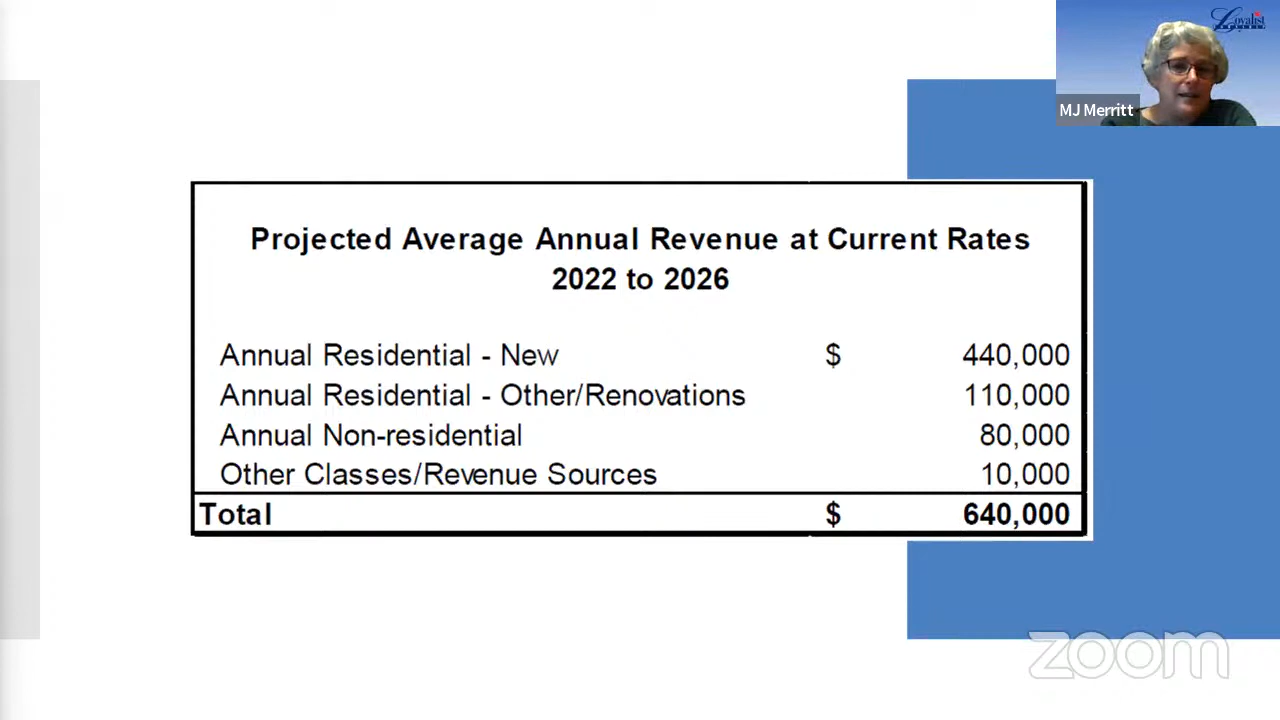 Loyalist
MJ Merritt
Projected Average Annual Revenue at Current Rates
2022 to 2026
Annual Residential - New $ 440,000
Annual Residential - Other/Renovations 110,000
Annual Non-residential 80,000
Other Classes/Revenue Sources 10,000
Total $ 640,000
zoom